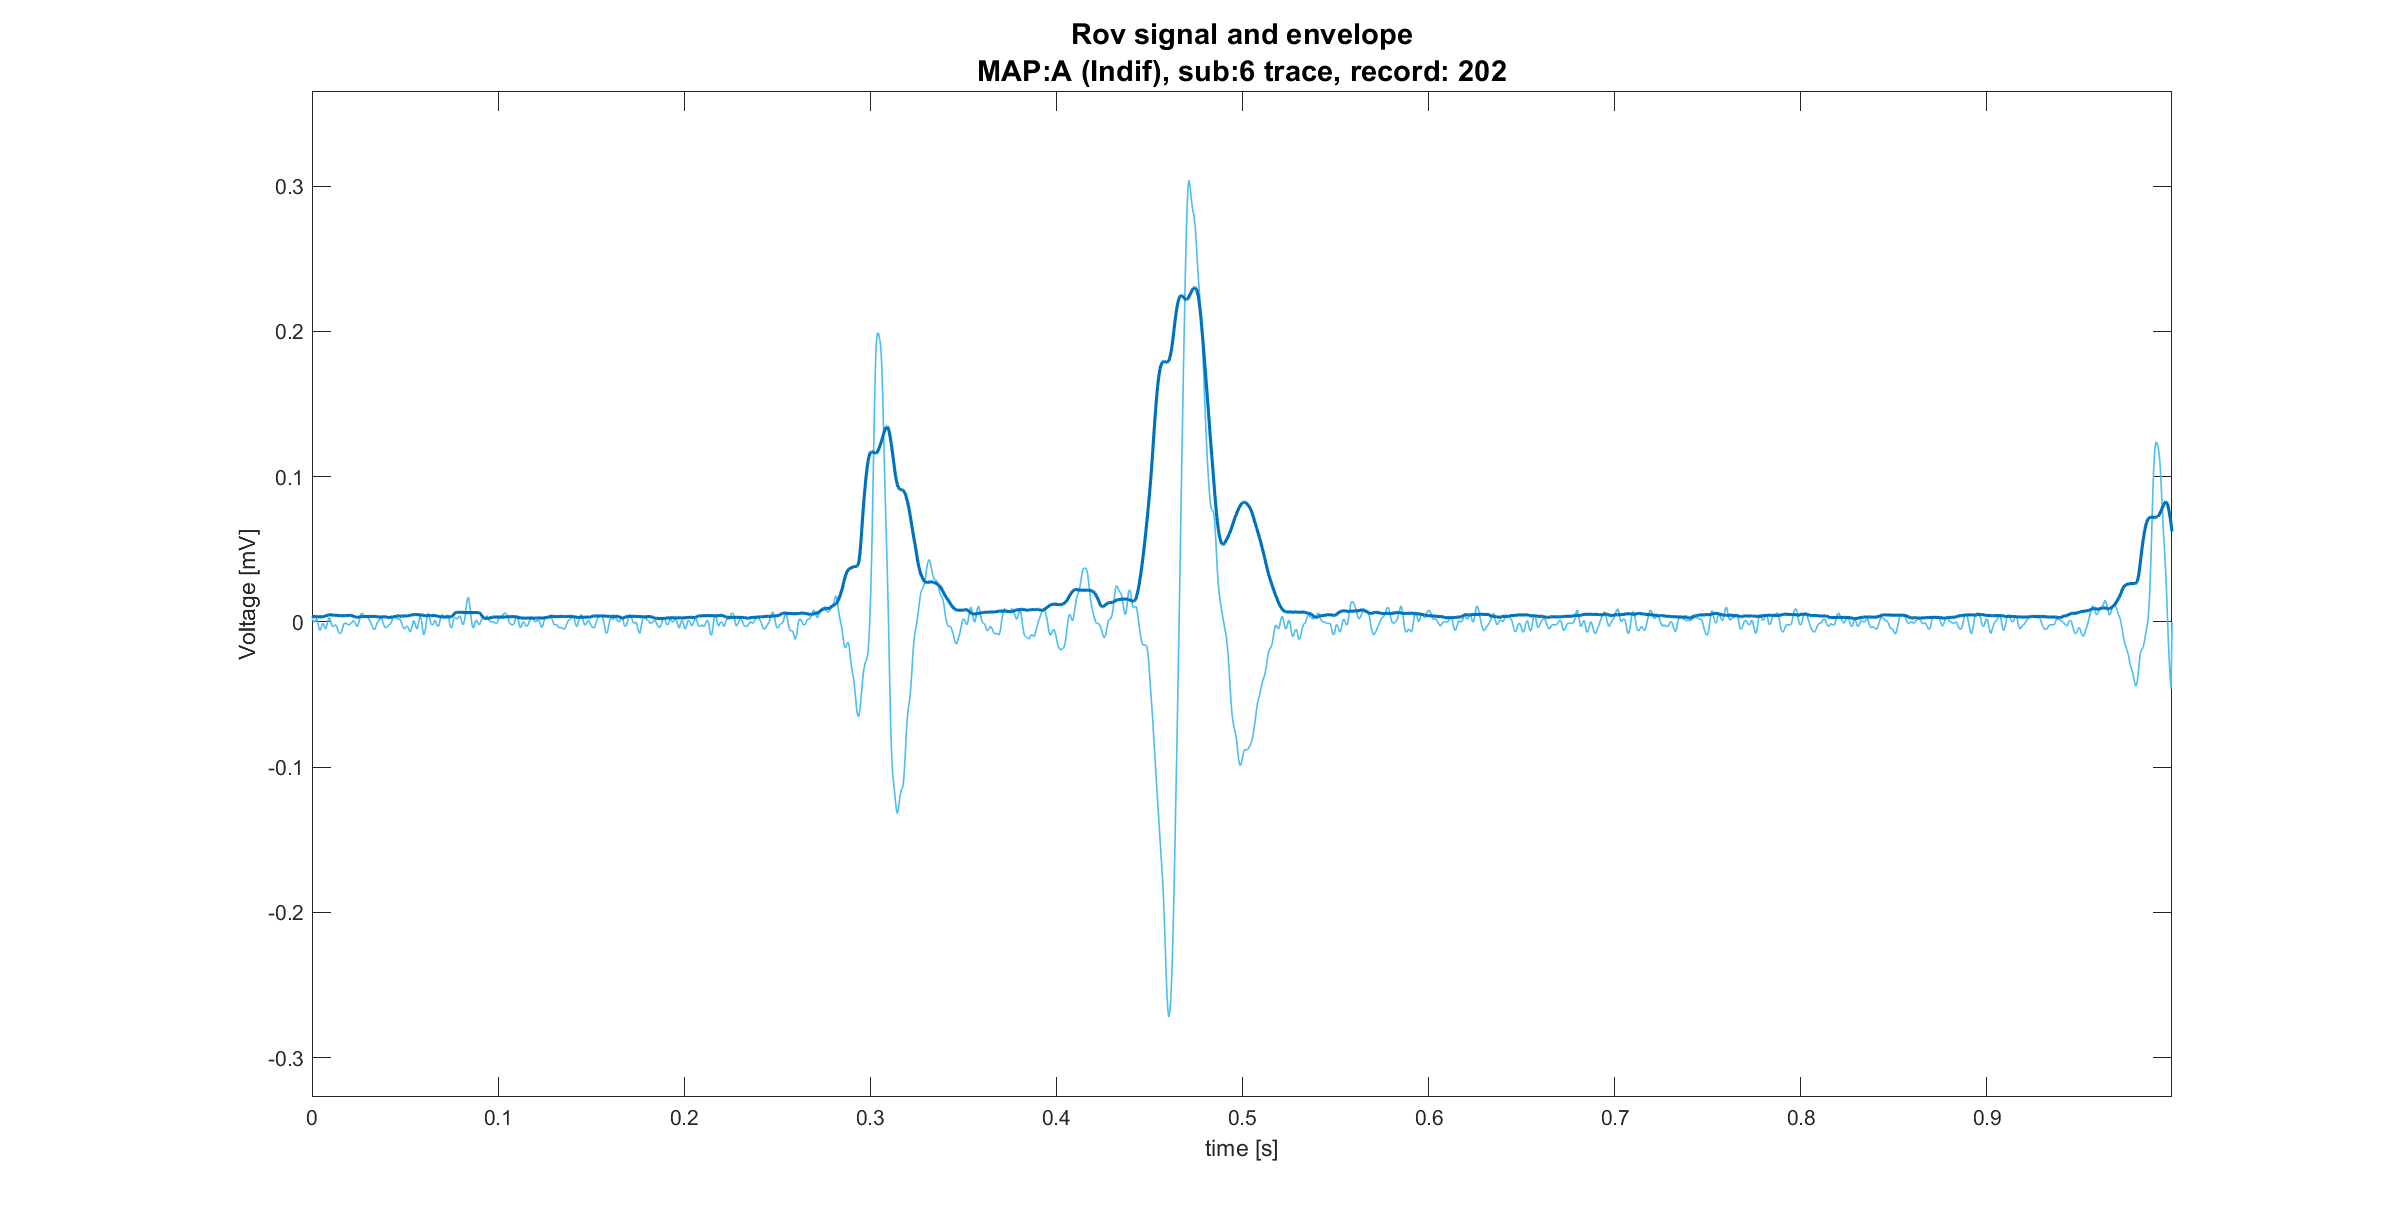 Rov signal and envelope
MAP:A (Indif), sub:6 trace, record: 202
0.3
0.2
0.1
0
-0.1
-0.2
-0.3
Voltage [mV]
0 0.1 0.2 0.3 0.4 0.5 0.6 0.7 0.8 0.9
time [s]